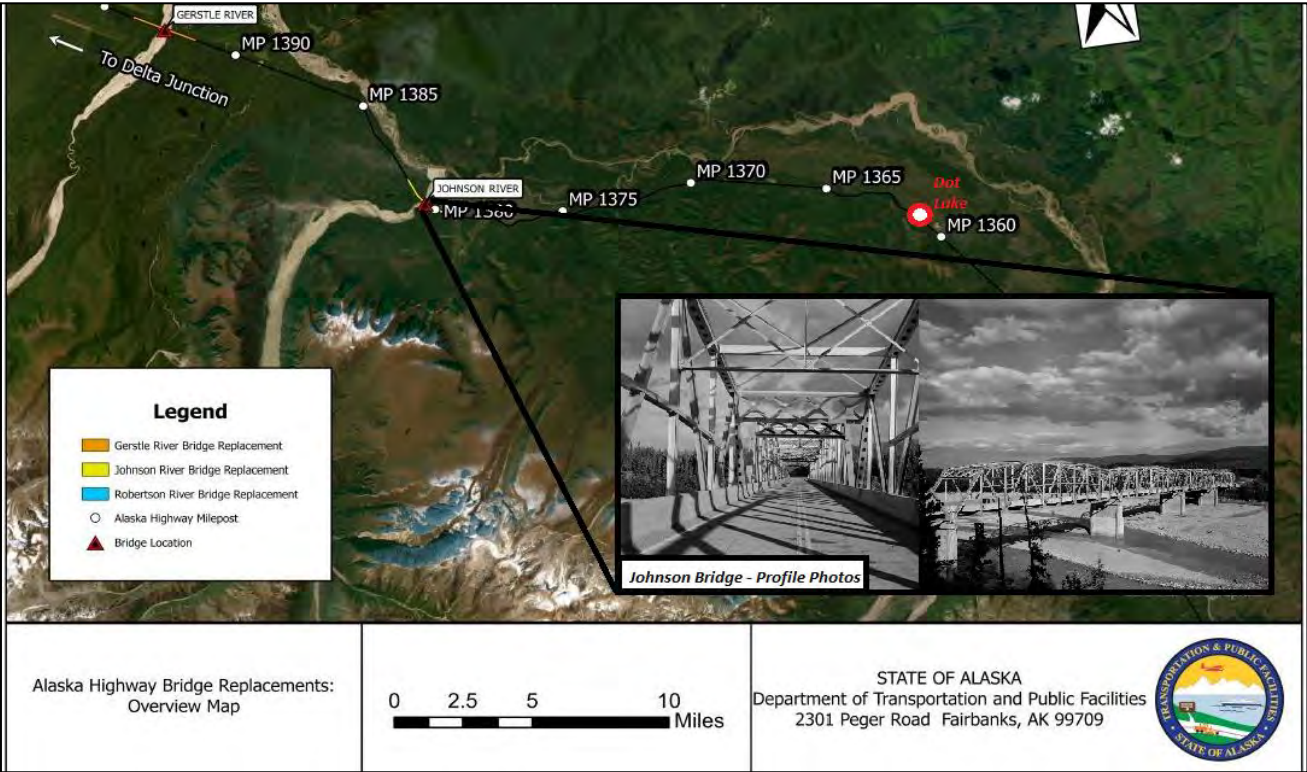 GERSTLE RIVER
MP 1390
To Delta Junction
MP 1385
MP 1370
MP 1365
Dot
Lake
JOHNSON RIVER
MP 1380
MP 1375
MP 1360
Legend
Gerstle River Bridge Replacement
Johnson River Bridge Replacement
Robertson River Bridge Replacement
Alaska Highway Milepost
Bridge Location
Johnson Bridge - Profile Photos
Alaska Highway Bridge Replacements:
Overview Map
0 2.5 5 10
Miles
STATE OF ALASKA
Department of Transportation and Public Facilities
2301 Peger Road Fairbanks, AK 99709
TRANSPORTATION & PUBLIC FACILITIES
STATE OF ALASKA